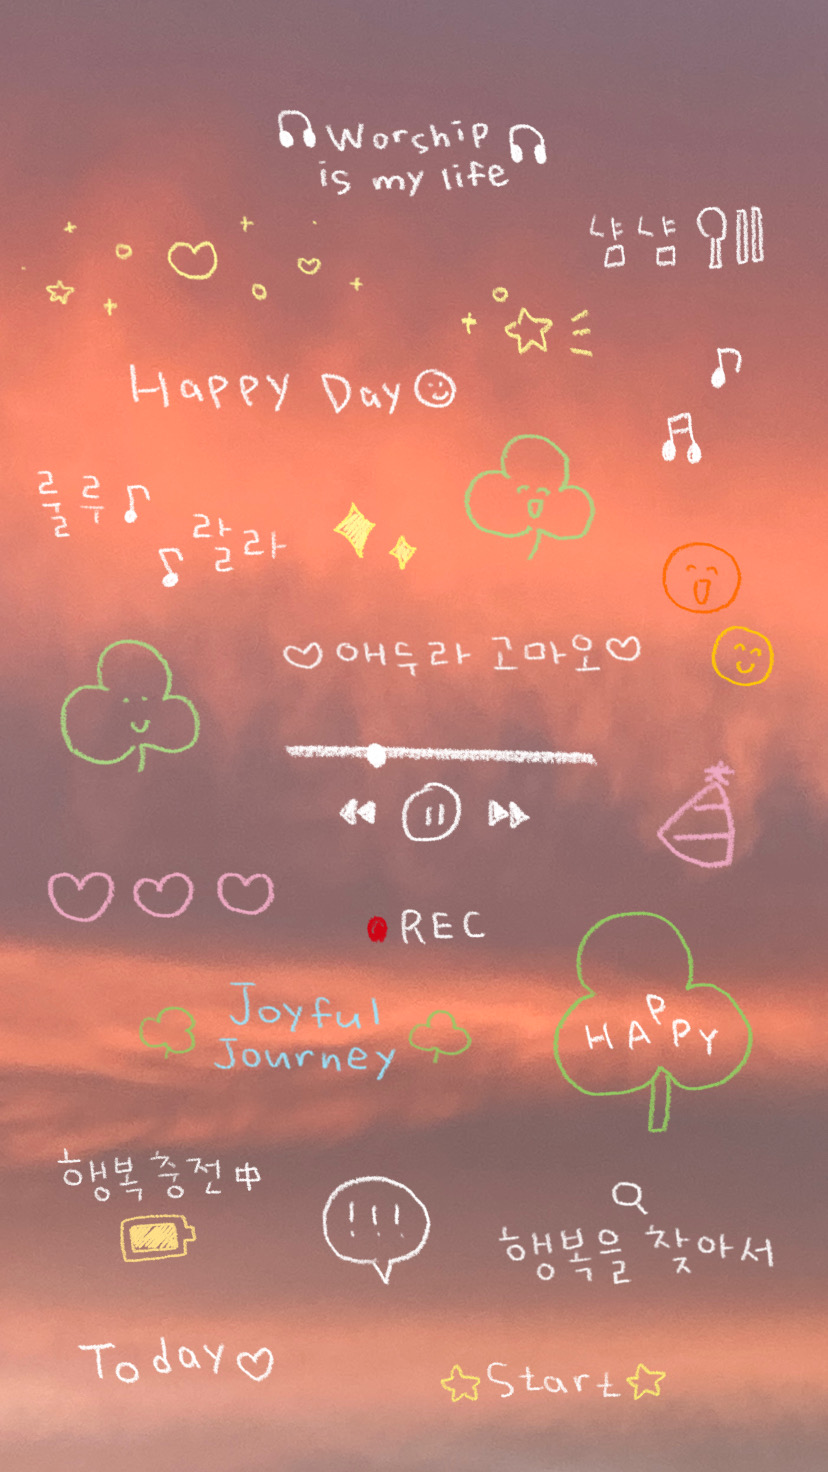 Worship
is my life
냠냠
Happy Day
룰루
랄라
애두라 고마오
REC
Joyful
Journey
HAPPY
행복충전中
!!!
행복을 찾아서
Today
Start